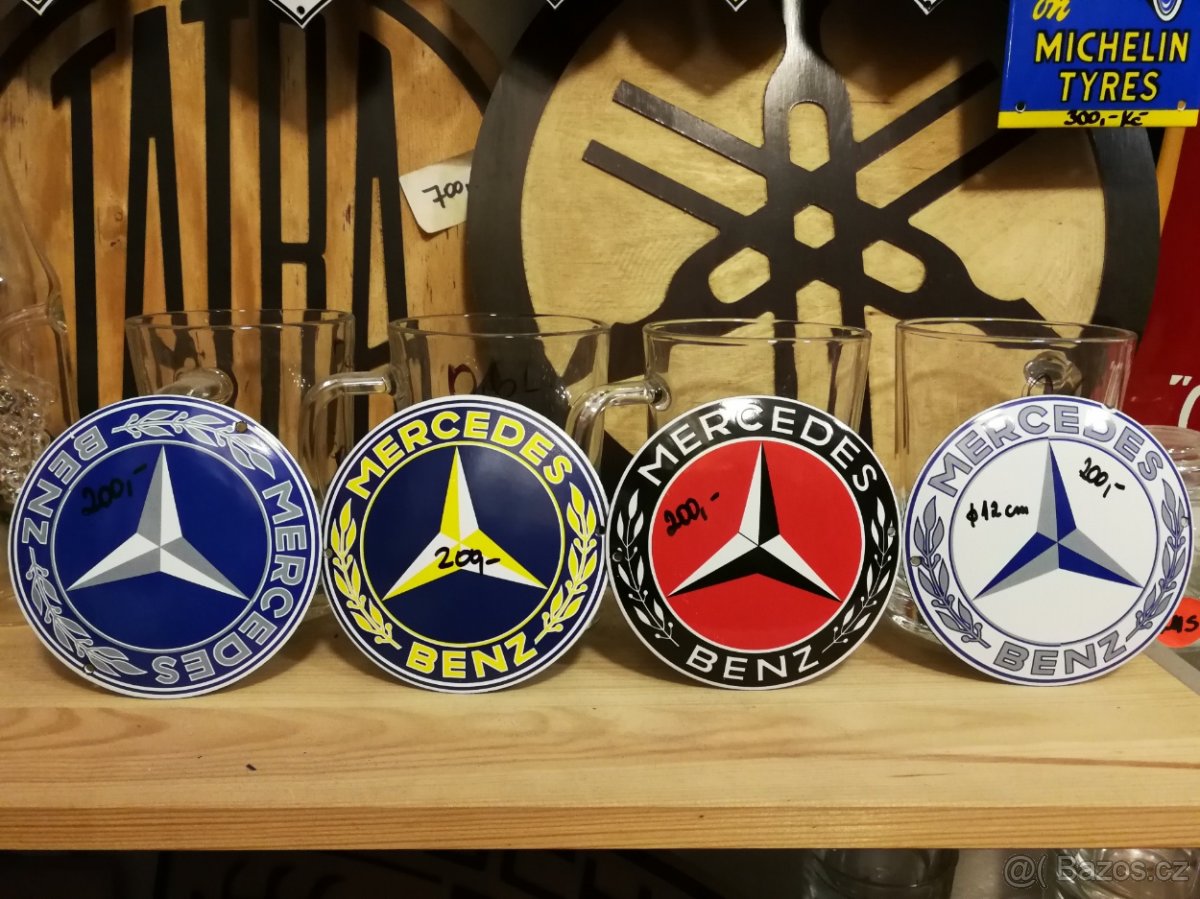 on
MICHELIN
TYRES
300,-Kč
TATRA
700,-
MERCEDES
BENZ
200,-
MERCEDES
BENZ
209-
MERCEDES
BENZ
200,-
MERCEDES
BENZ
200,-
φ12cm
@( Bazos.cz